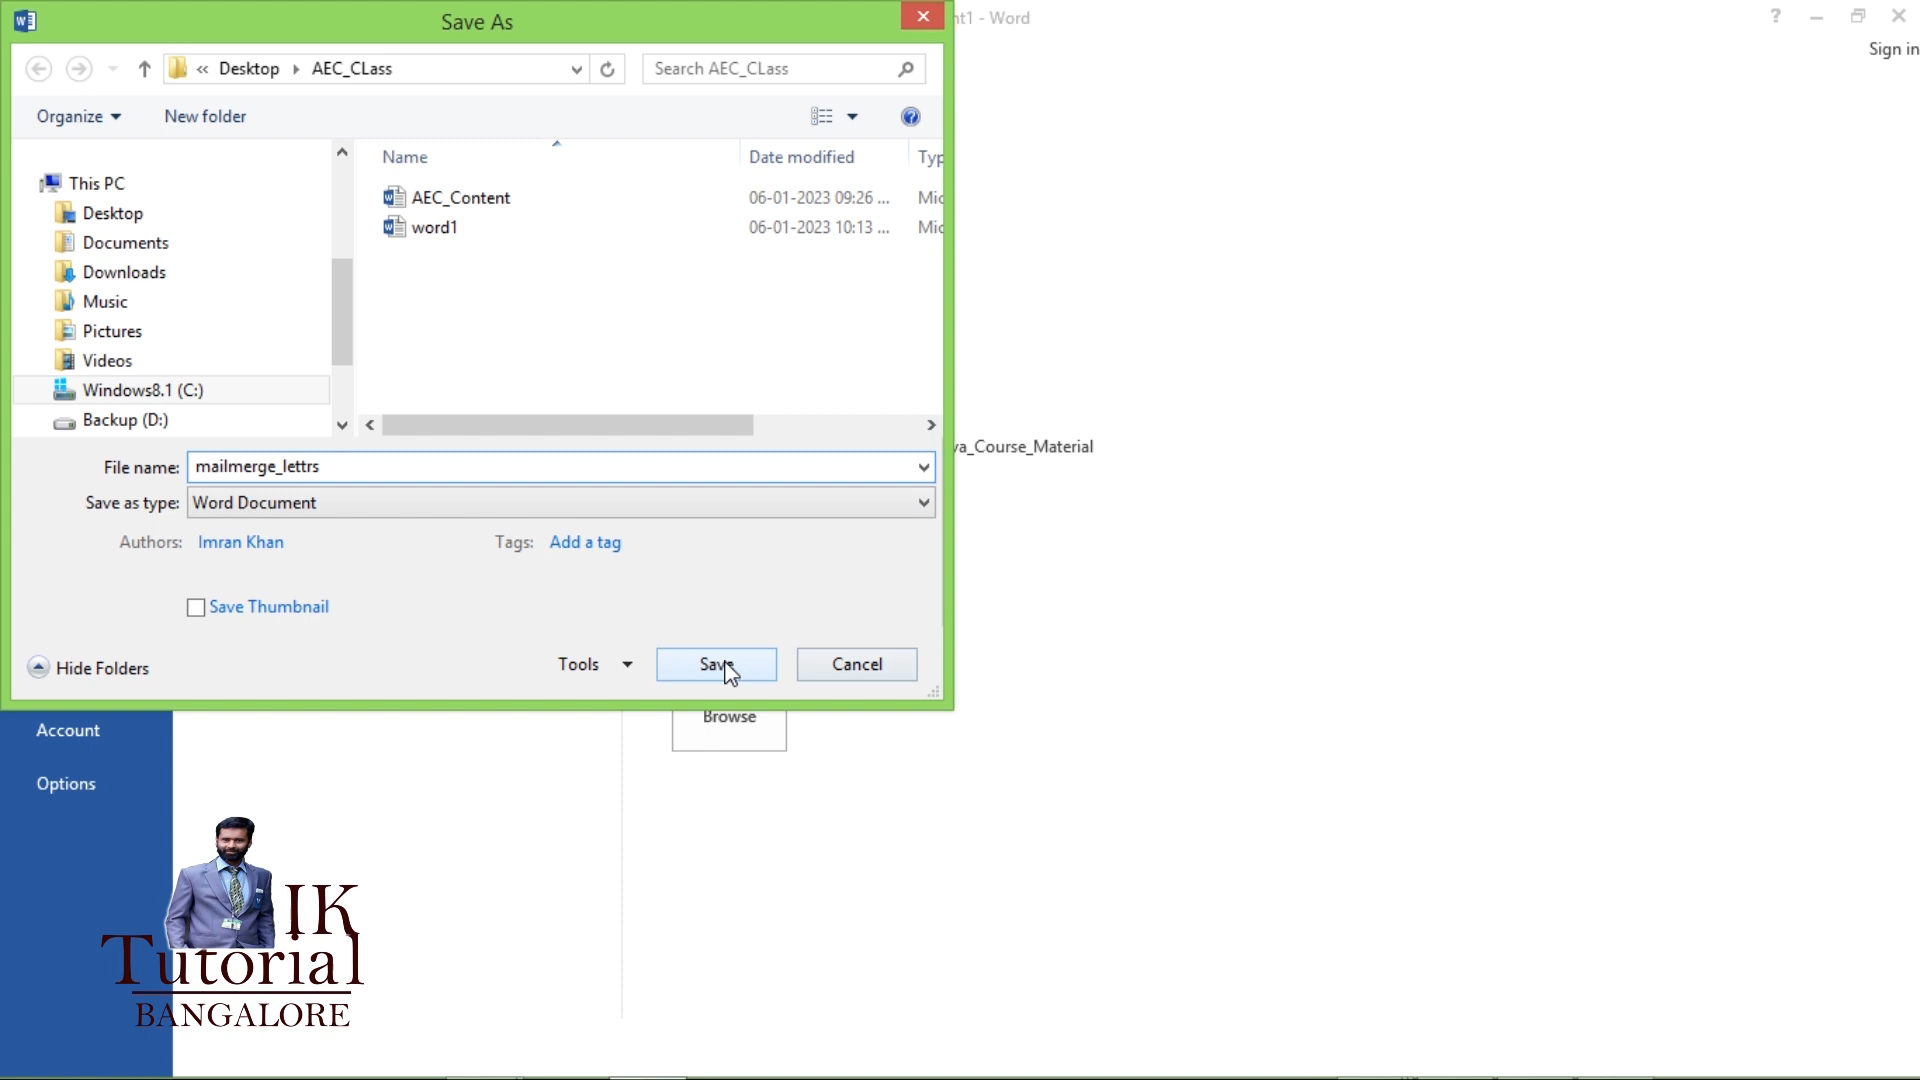 Save As
nt1 - Word
?
Sign in
« Desktop AEC_CLass
Search AEC_CLass
Organize
New folder
Name
Date modified
Typ
This PC
Desktop
Documents
Downloads
Music
Pictures
Videos
Windows8.1 (C:)
Backup (D:)
AEC_Content
06-01-2023 09:26 ...
Mic
word1
06-01-2023 10:13 ...
Mic
va_Course_Material
File name: mailmerge_lettrs
Save as type: Word Document
Authors: Imran Khan
Tags: Add a tag
Save Thumbnail
Hide Folders
Tools
Save
Cancel
Browse
Account
Options
IK
Tutorial
BANGALORE